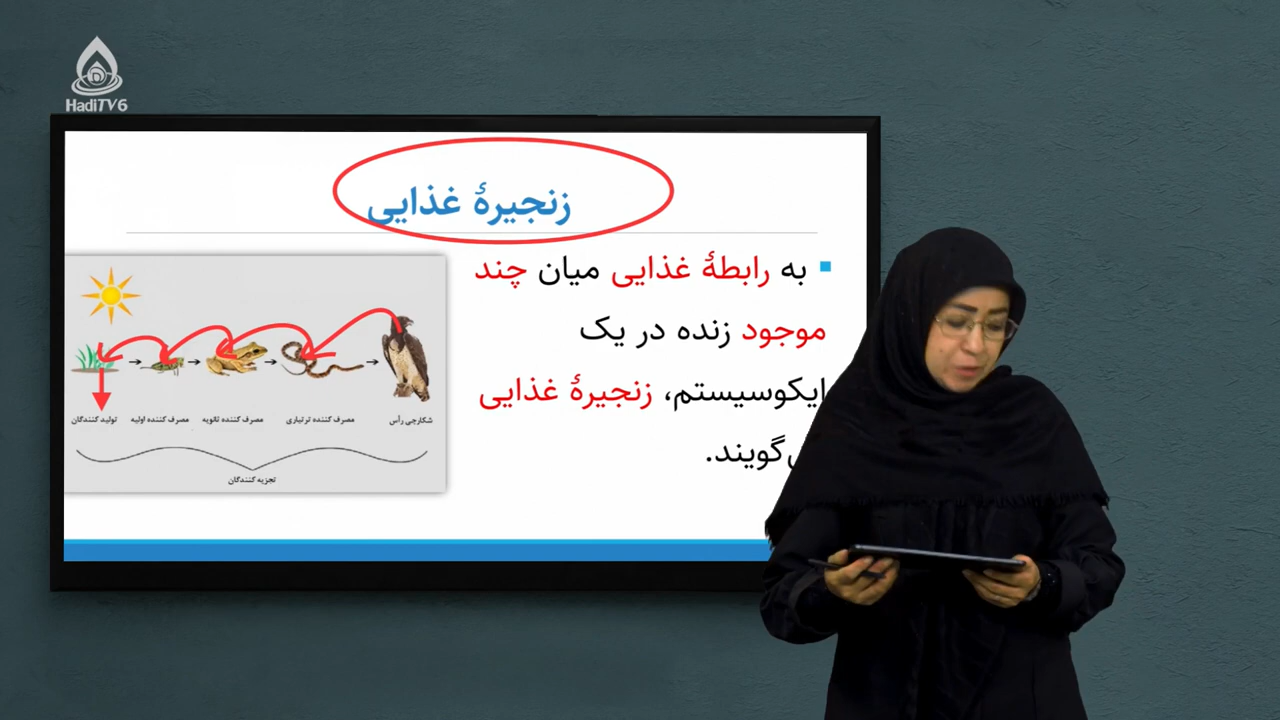 HadiTV6
زنجیرهٔ غذایی
به رابطهٔ غذایی میان چند
موجود زنده در یک
ایکوسیستم، زنجیرهٔ غذایی
گویند.
تولید کنندگان
مصرف کننده اولیه
مصرف کننده ثانویه
مصرف کننده ترتیاری
شکارچی رأس
تجزیه کنندگان